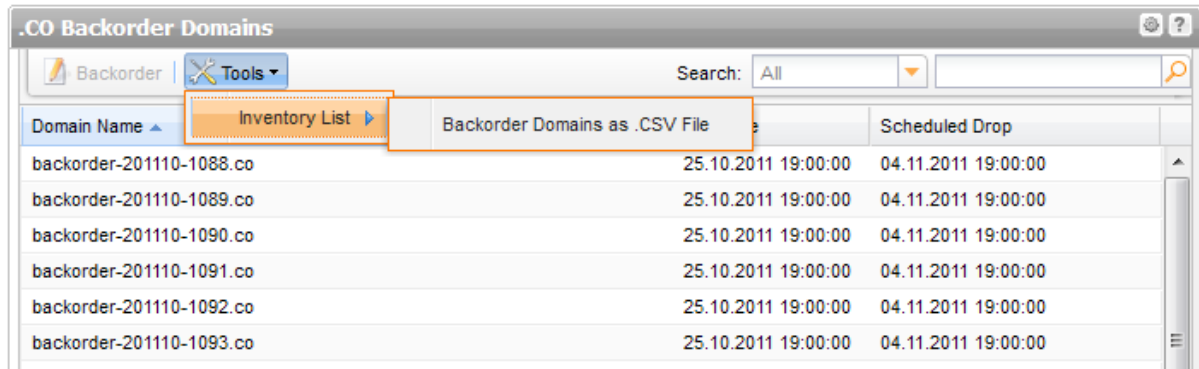 .CO Backorder Domains
Backorder Tools Search: All
Inventory List Backorder Domains as .CSV File
Domain Name Scheduled Drop
backorder-201110-1088.co 25.10.2011 19:00:00 04.11.2011 19:00:00
backorder-201110-1089.co 25.10.2011 19:00:00 04.11.2011 19:00:00
backorder-201110-1090.co 25.10.2011 19:00:00 04.11.2011 19:00:00
backorder-201110-1091.co 25.10.2011 19:00:00 04.11.2011 19:00:00
backorder-201110-1092.co 25.10.2011 19:00:00 04.11.2011 19:00:00
backorder-201110-1093.co 25.10.2011 19:00:00 04.11.2011 19:00:00